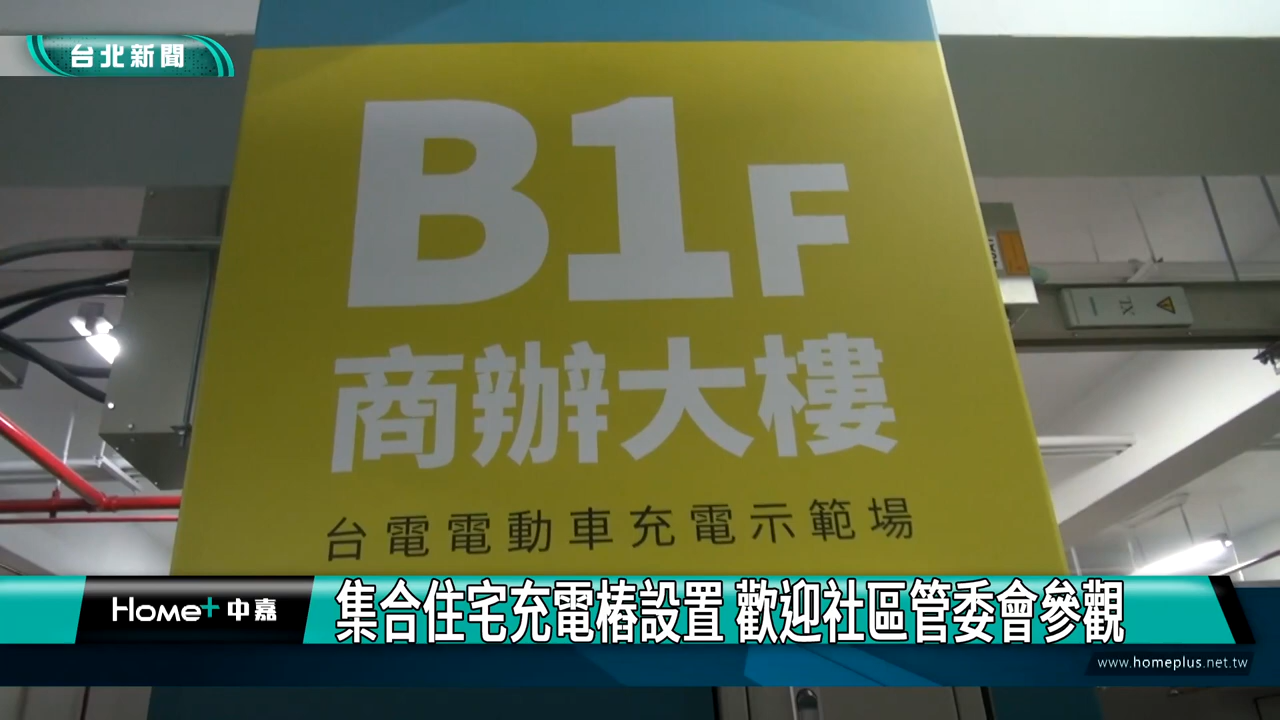 台北新聞
B1F
商辦大樓
台電電動車充電示範場
Home+中嘉
集合住宅充電樁設置 歡迎社區管委會參觀
www.homeplus.net.tw